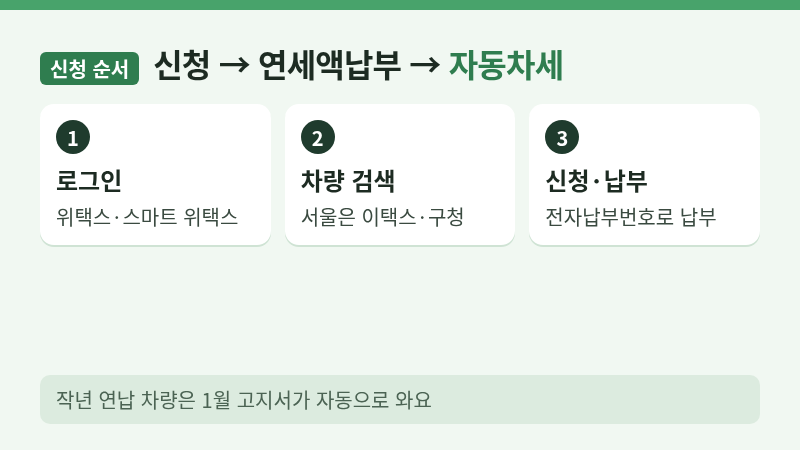 신청 순서 신청 → 연세액납부 → 자동차세
1
로그인
위택스·스마트 위택스
2
차량 검색
서울은 이택스·구청
3
신청·납부
전자납부번호로 납부
작년 연납 차량은 1월 고지서가 자동으로 와요